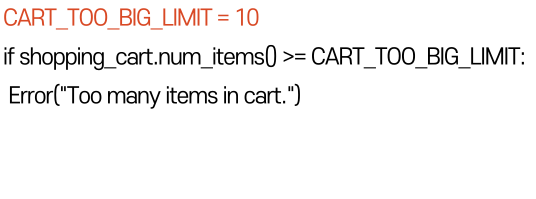 CART_TOO_BIG_LIMIT = 10
if shopping_cart.num_items() >= CART_TOO_BIG_LIMIT:
Error("Too many items in cart.")